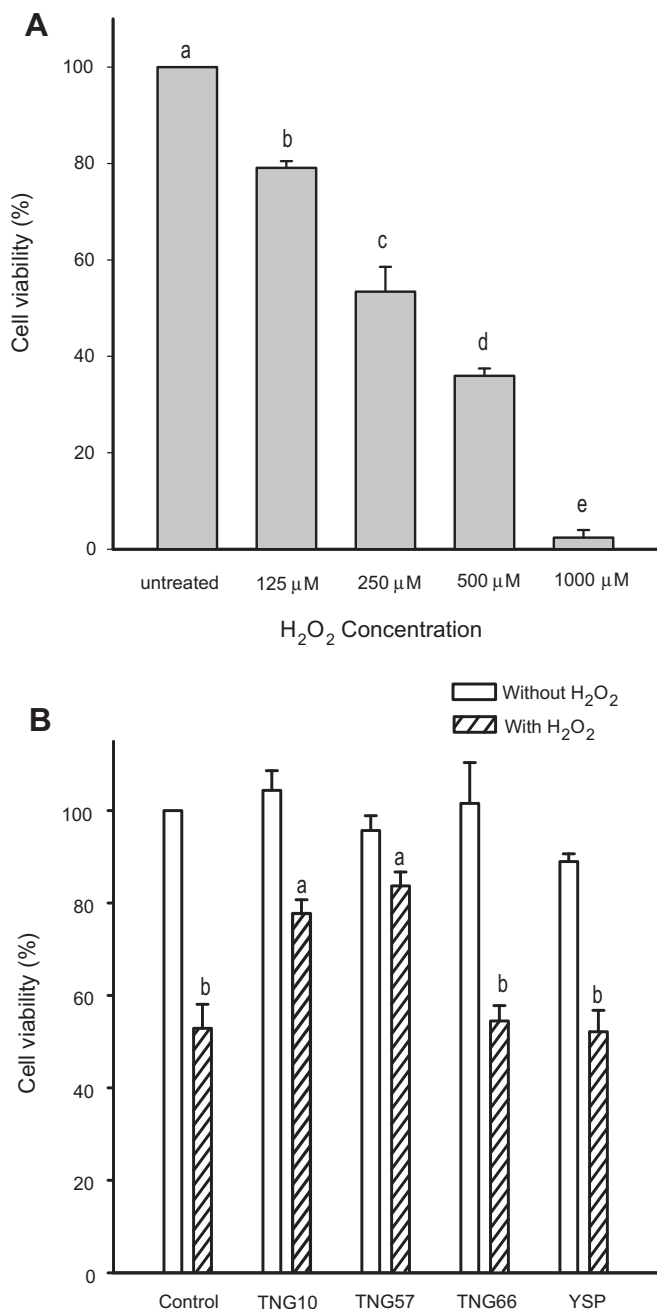 A
Cell viability (%)
100
80
60
40
20
0
a
b
c
d
e
untreated 125 μM 250 μM 500 μM 1000 μM
H₂O₂ Concentration
Without H₂O₂
With H₂O₂
B
Cell viability (%)
100
80
60
40
20
0
b
a
a
b
b
Control TNG10 TNG57 TNG66 YSP